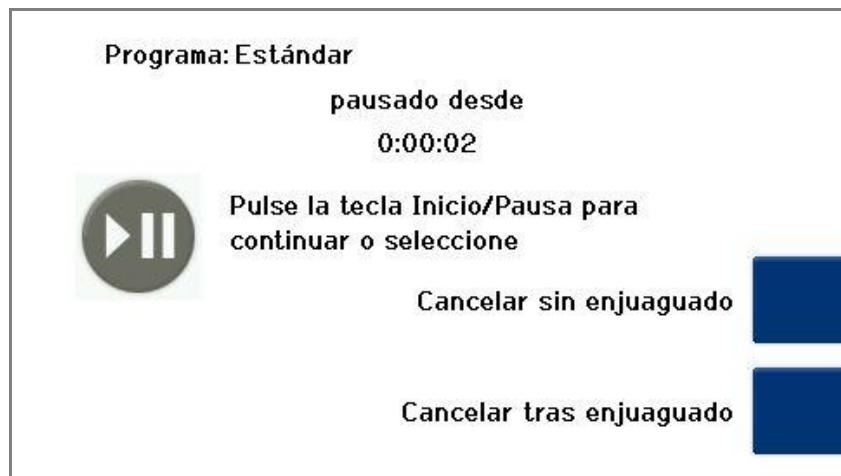 Programa: Estándar
pausado desde
0:00:02
Pulse la tecla Inicio/Pausa para
continuar o seleccione
Cancelar sin enjuaguado
Cancelar tras enjuaguado